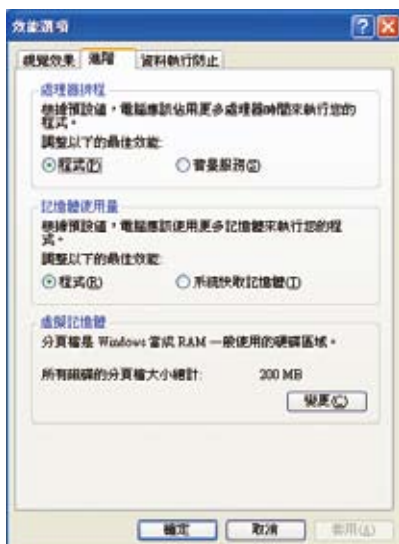 效能選項
視覺效果 進階 資料執行防止
處理器排程
根據預設值，電腦應該佔用更多處理器時間來執行您的
程式。
調整以下的最佳效能:
程式(P) 背景服務(S)
記憶體使用量
根據預設值，電腦應該使用更多記憶體來執行您的程
式。
調整以下的最佳效能:
程式(R) 系統快取記憶體(T)
虛擬記憶體
分頁檔是 Windows 當成 RAM 一般使用的硬碟區域。
所有磁碟的分頁檔大小總計: 200 MB
變更(C)
確定 取消 套用(A)